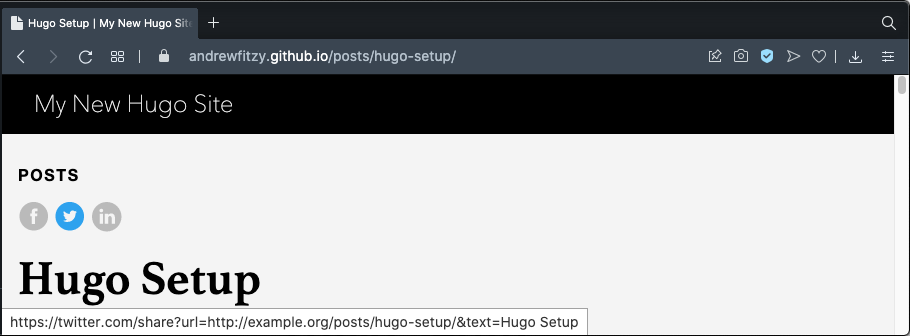 Hugo Setup | My New Hugo Sit
andrewfitzy.github.io/posts/hugo-setup/
My New Hugo Site
POSTS
f in
Hugo Setup
https://twitter.com/share?url=http://example.org/posts/hugo-setup/&text=Hugo Setup